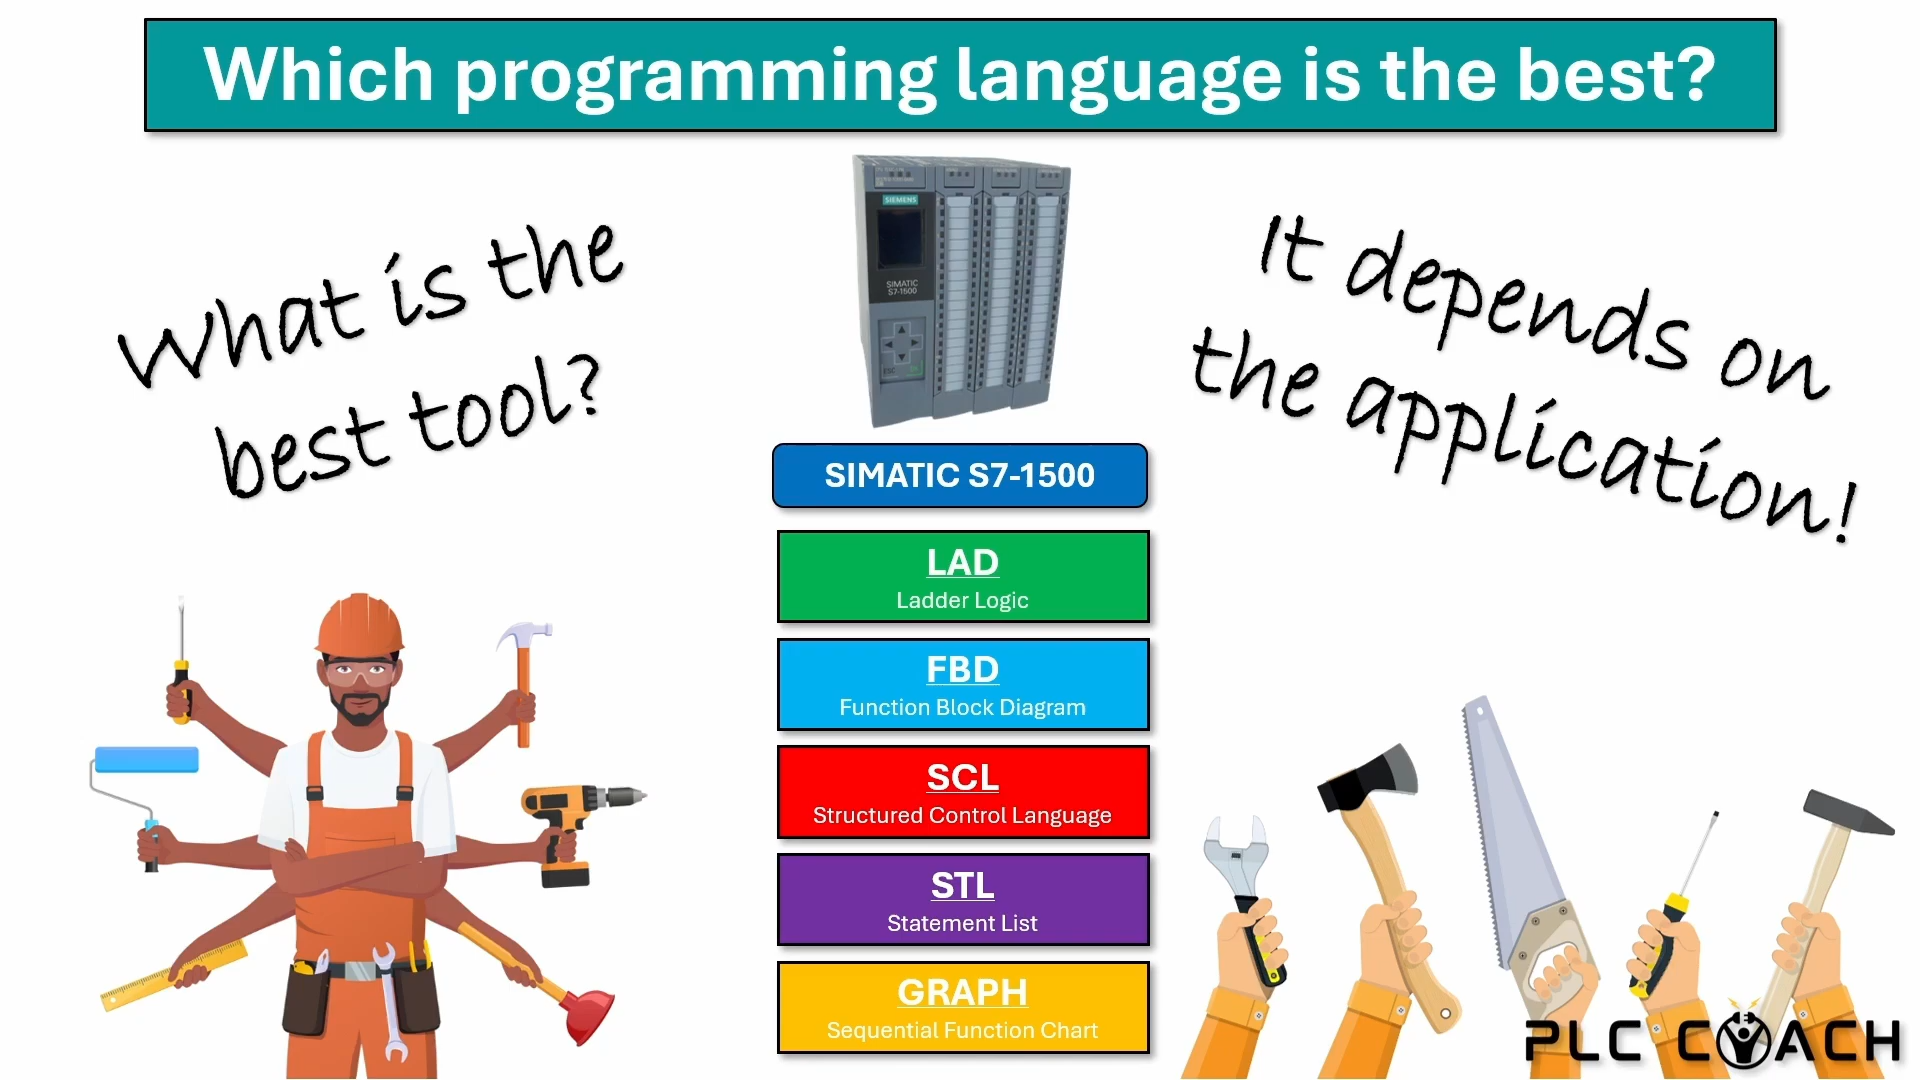 Which programming language is the best?
What is the
best tool?
SIEMENS
SIMATIC
S7-1500
ESC
It depends on
the application!
SIMATIC S7-1500
LAD
Ladder Logic
FBD
Function Block Diagram
SCL
Structured Control Language
STL
Statement List
GRAPH
Sequential Function Chart
PLC COACH